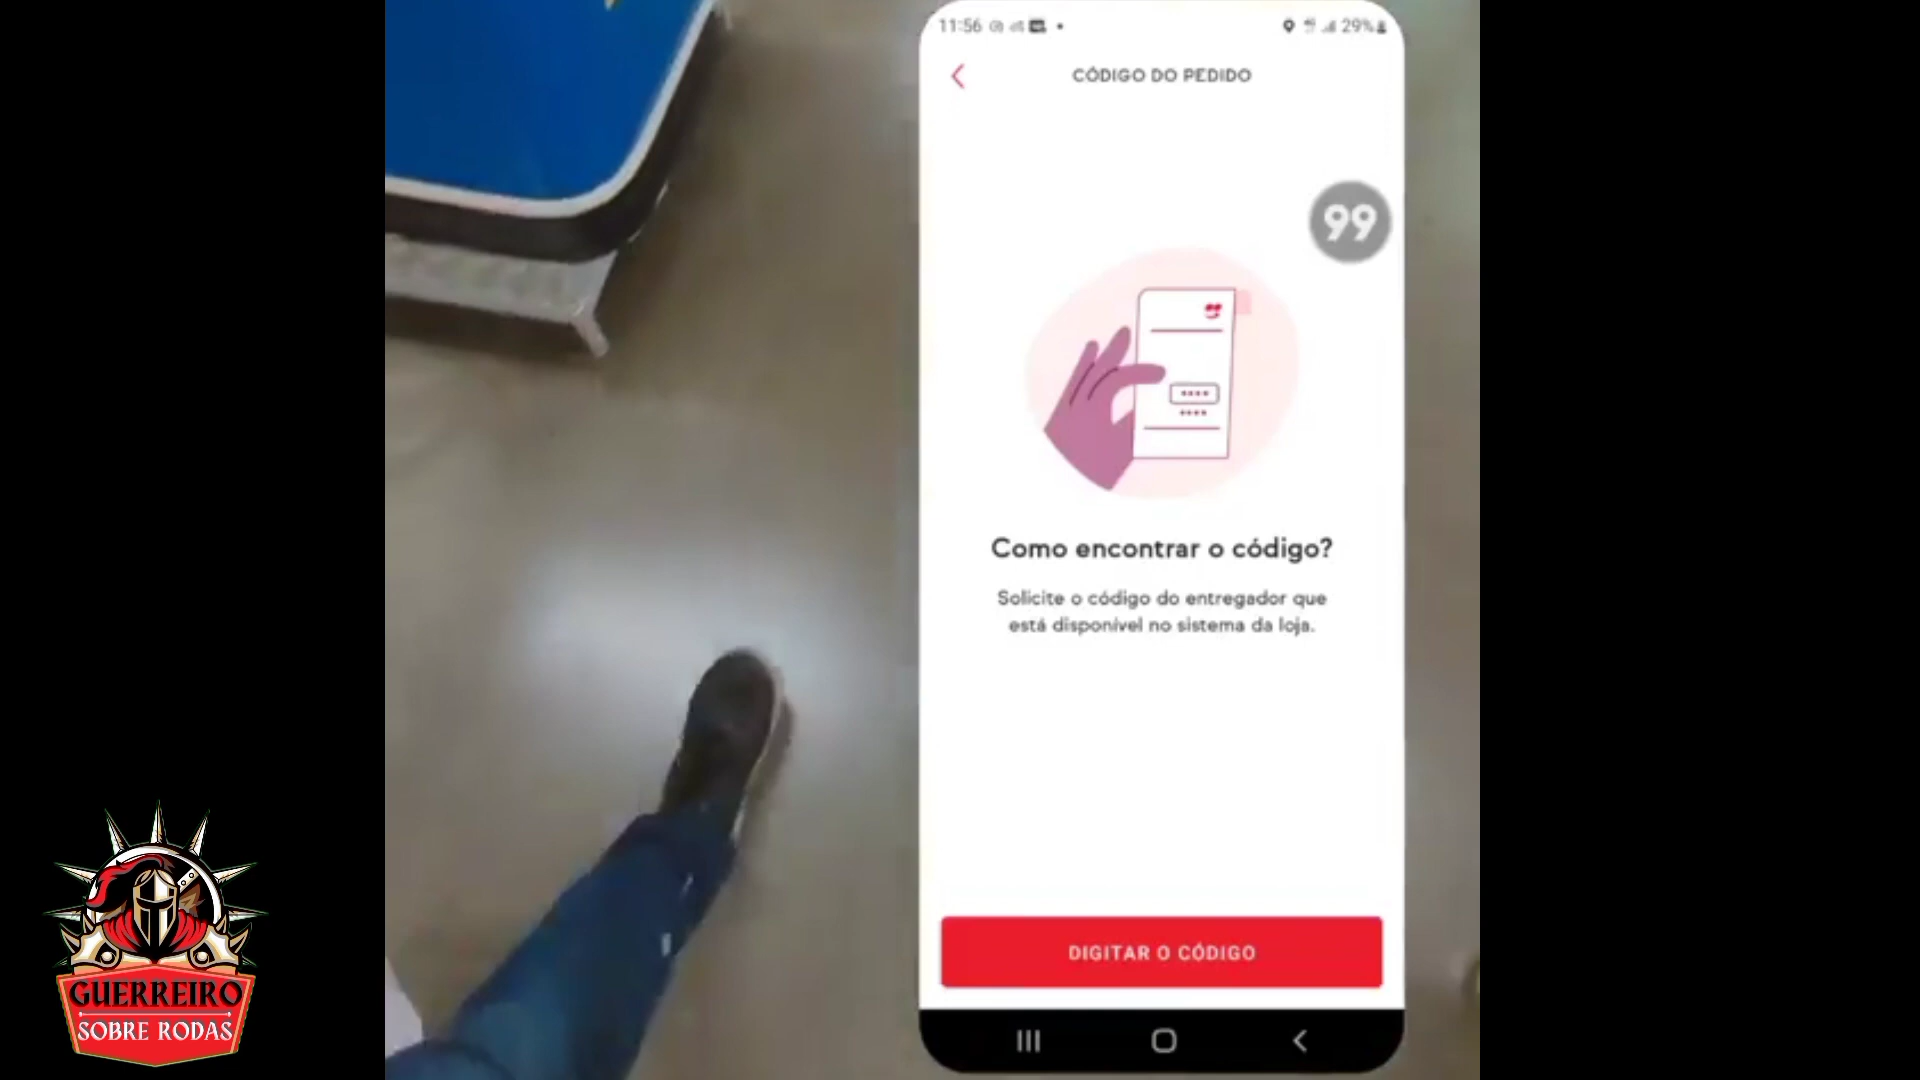 11:56
29%
CÓDIGO DO PEDIDO
99
Como encontrar o código?
Solicite o código do entregador que
está disponível no sistema da loja.
DIGITAR O CÓDIGO
GUERREIRO
SOBRE RODAS